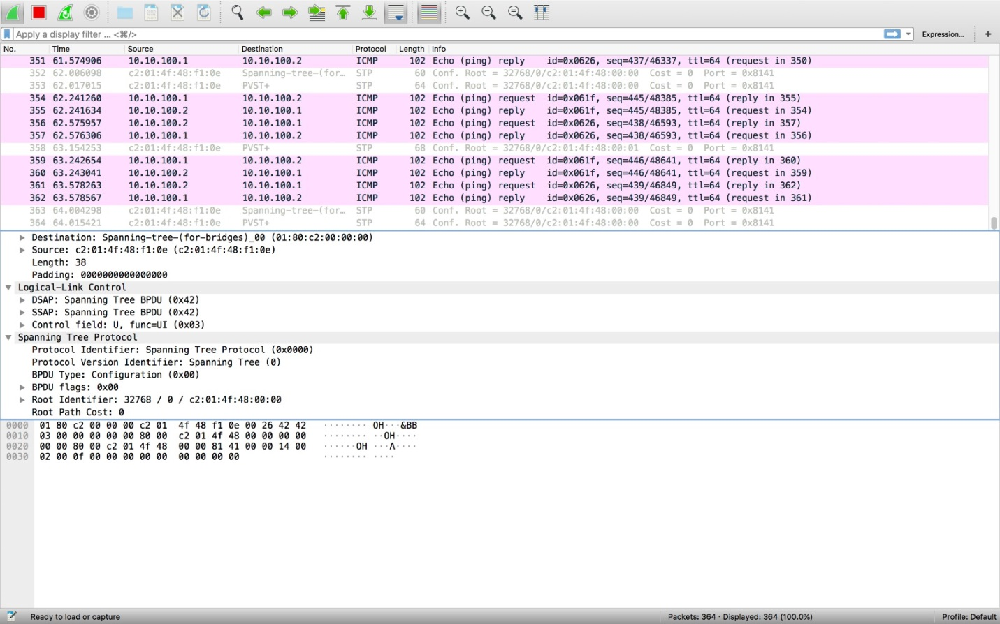 Apply a display filter ... <⌘/>
Expression...
+
No. Time Source Destination Protocol Length Info
351 61.574906 10.10.100.1 10.10.100.2 ICMP 102 Echo (ping) reply id=0x0626, seq=437/46337, ttl=64 (request in 350)
352 62.006098 c2:01:4f:48:f1:0e Spanning-tree-(for… STP 60 Conf. Root = 32768/0/c2:01:4f:48:00:00 Cost = 0 Port = 0x8141
353 62.017015 c2:01:4f:48:f1:0e PVST+ STP 64 Conf. Root = 32768/0/c2:01:4f:48:00:00 Cost = 0 Port = 0x8141
354 62.241260 10.10.100.1 10.10.100.2 ICMP 102 Echo (ping) request id=0x061f, seq=445/48385, ttl=64 (reply in 355)
355 62.241634 10.10.100.2 10.10.100.1 ICMP 102 Echo (ping) reply id=0x061f, seq=445/48385, ttl=64 (request in 354)
356 62.575957 10.10.100.2 10.10.100.1 ICMP 102 Echo (ping) request id=0x0626, seq=438/46593, ttl=64 (reply in 357)
357 62.576306 10.10.100.1 10.10.100.2 ICMP 102 Echo (ping) reply id=0x0626, seq=438/46593, ttl=64 (request in 356)
358 63.154253 c2:01:4f:48:f1:0e PVST+ STP 68 Conf. Root = 32768/0/c2:01:4f:48:00:01 Cost = 0 Port = 0x8141
359 63.242654 10.10.100.1 10.10.100.2 ICMP 102 Echo (ping) request id=0x061f, seq=446/48641, ttl=64 (reply in 360)
360 63.243041 10.10.100.2 10.10.100.1 ICMP 102 Echo (ping) reply id=0x061f, seq=446/48641, ttl=64 (request in 359)
361 63.578263 10.10.100.2 10.10.100.1 ICMP 102 Echo (ping) request id=0x0626, seq=439/46849, ttl=64 (reply in 362)
362 63.578567 10.10.100.1 10.10.100.2 ICMP 102 Echo (ping) reply id=0x0626, seq=439/46849, ttl=64 (request in 361)
363 64.004298 c2:01:4f:48:f1:0e Spanning-tree-(for… STP 60 Conf. Root = 32768/0/c2:01:4f:48:00:00 Cost = 0 Port = 0x8141
364 64.015421 c2:01:4f:48:f1:0e PVST+ STP 64 Conf. Root = 32768/0/c2:01:4f:48:00:00 Cost = 0 Port = 0x8141
Destination: Spanning-tree-(for-bridges)_00 (01:80:c2:00:00:00)
Source: c2:01:4f:48:f1:0e (c2:01:4f:48:f1:0e)
Length: 38
Padding: 0000000000000000
Logical-Link Control
DSAP: Spanning Tree BPDU (0x42)
SSAP: Spanning Tree BPDU (0x42)
Control field: U, func=UI (0x03)
Spanning Tree Protocol
Protocol Identifier: Spanning Tree Protocol (0x0000)
Protocol Version Identifier: Spanning Tree (0)
BPDU Type: Configuration (0x00)
BPDU flags: 0x00
Root Identifier: 32768 / 0 / c2:01:4f:48:00:00
Root Path Cost: 0
0000 01 80 c2 00 00 00 c2 01 4f 48 f1 0e 00 26 42 42 ········ OH···&BB
0010 03 00 00 00 00 00 80 00 c2 01 4f 48 00 00 00 00 ········ ··OH····
0020 00 00 80 00 c2 01 4f 48 00 00 81 41 00 00 14 00 ······OH ···A····
0030 02 00 0f 00 00 00 00 00 00 00 00 00 ········ ····
Ready to load or capture
Packets: 364 · Displayed: 364 (100.0%)
Profile: Default